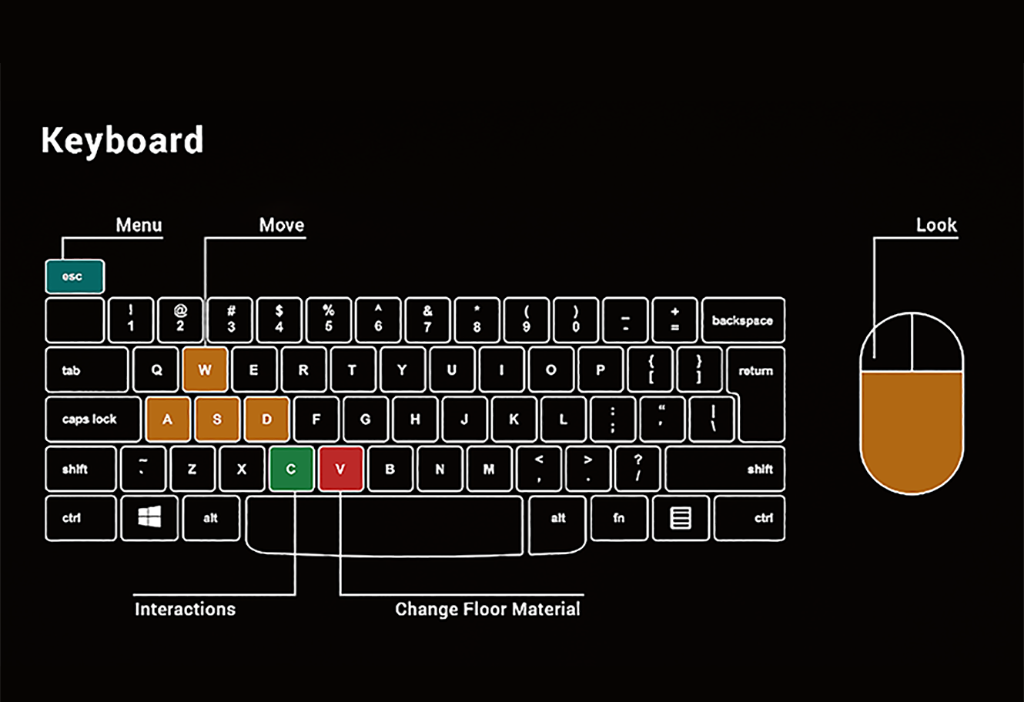 Keyboard
Menu Move Look
esc
! @ # $ % ^ & * ( ) _ +
1 2 3 4 5 6 7 8 9 0 - = backspace
tab Q W E R T Y U I O P { [ } ] return
caps lock A S D F G H J K L : ; “ ' | \
shift ~ ` Z X C V B N M < , > . ? / shift
ctrl alt alt fn ctrl
Interactions Change Floor Material